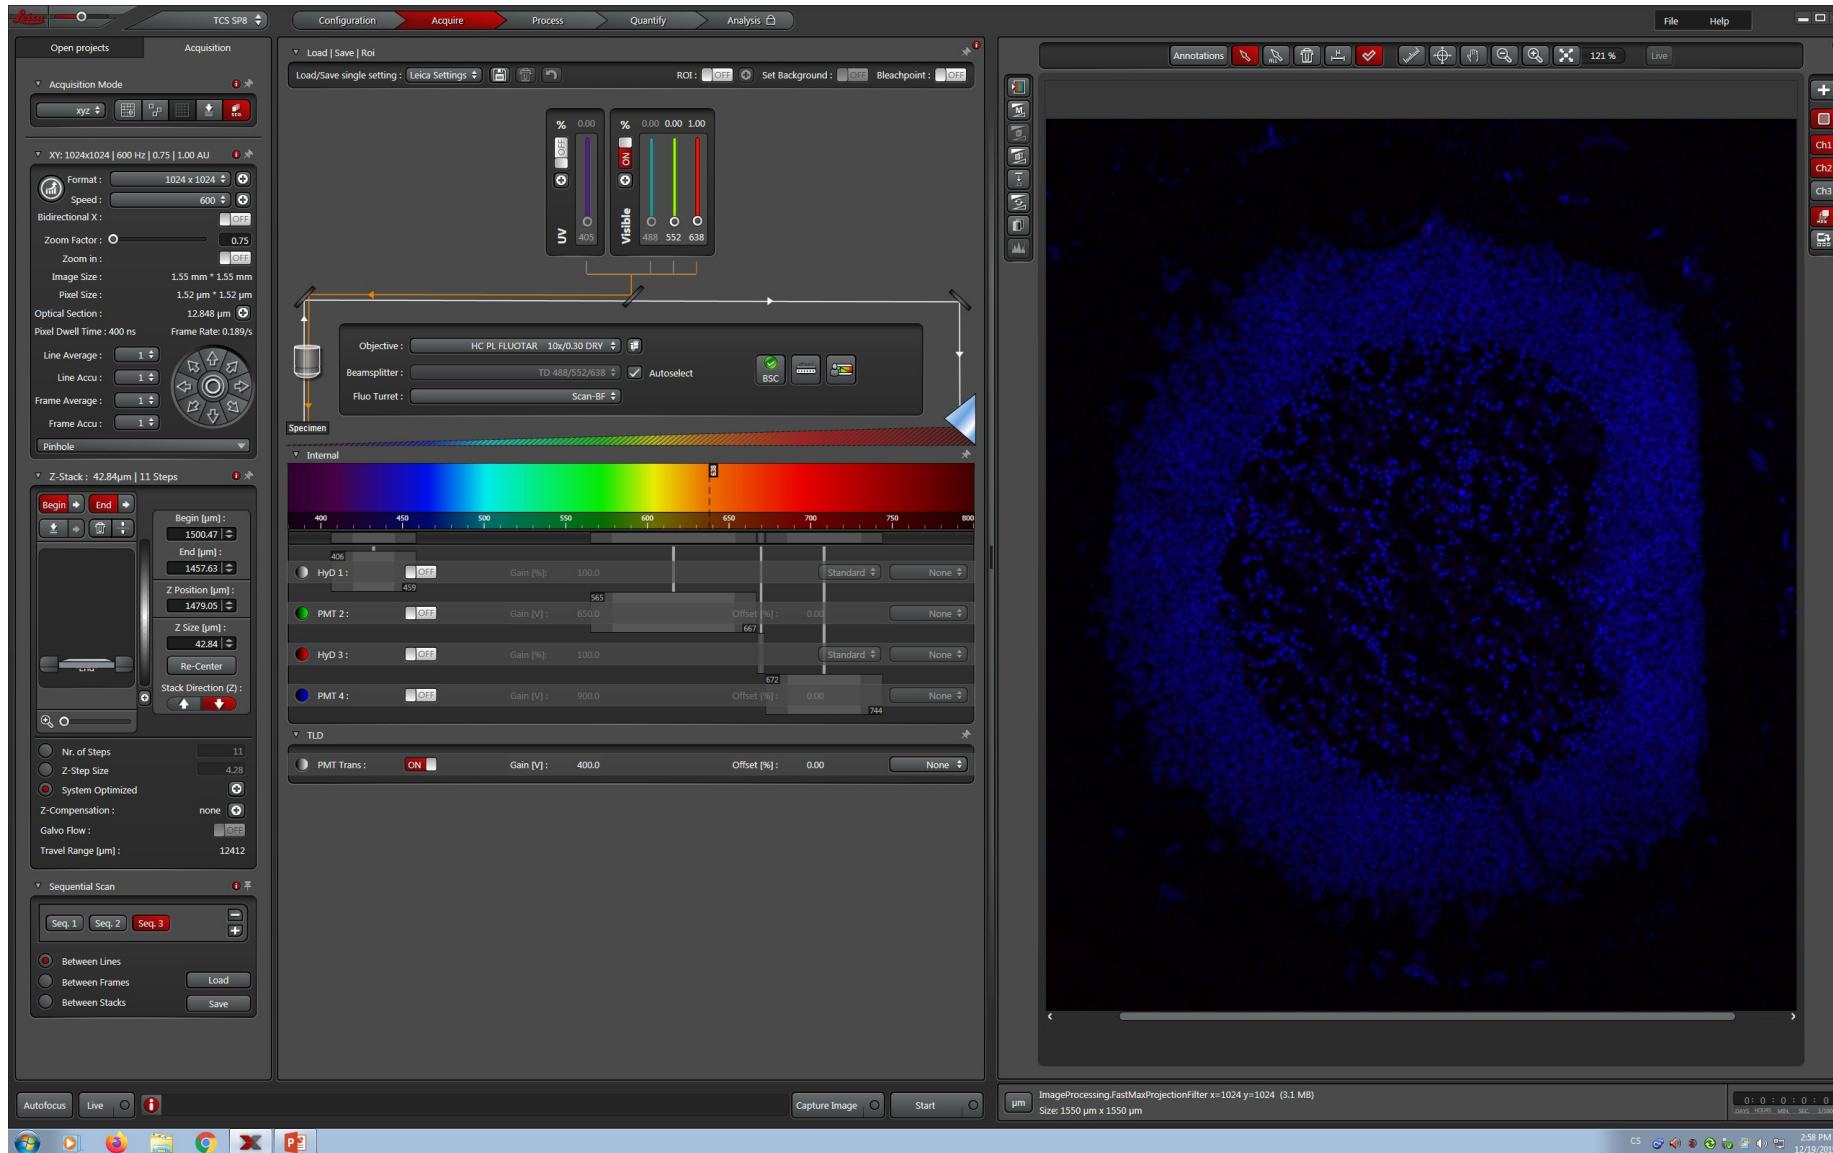 Leica
TCS SP8
Configuration
Acquire
Process
Quantify
Analysis
File
Help
Open projects
Acquisition
Acquisition Mode
xyz
SEQ
XY: 1024x1024 | 600 Hz | 0.75 | 1.00 AU
Format : 1024 x 1024
Speed : 600
Bidirectional X : OFF
Zoom Factor : 0.75
Zoom in : OFF
Image Size : 1.55 mm * 1.55 mm
Pixel Size : 1.52 µm * 1.52 µm
Optical Section : 12.848 µm
Pixel Dwell Time : 400 ns Frame Rate: 0.189/s
Line Average : 1
Line Accu : 1
Frame Average : 1
Frame Accu : 1
Pinhole
Z-Stack : 42.84µm | 11 Steps
Begin End
Begin [µm] :
1500.47
End [µm] :
1457.63
Z Position [µm] :
1479.05
Z Size [µm] :
42.84
Re-Center
Stack Direction (Z) :
End
Nr. of Steps 11
Z-Step Size 4.28
System Optimized
Z-Compensation : none
Galvo Flow : OFF
Travel Range [µm] : 12412
Sequential Scan
Seq. 1 Seq. 2 Seq. 3
Between Lines
Between Frames Load
Between Stacks Save
Load | Save | Roi
Load/Save single setting : Leica Settings ROI : OFF Set Background : OFF Bleachpoint : OFF
% 0.00
OFF
UV
405
% 0.00 0.00 1.00
ON
Visible
488 552 638
Objective : HC PL FLUOTAR 10x/0.30 DRY
Beamsplitter : TD 488/552/638 Autoselect
BSC
Fluo Turret : Scan-BF
Specimen
Internal
638
400 450 500 550 600 650 700 750 800
406
HyD 1 : OFF Gain [%]: 100.0 Standard None
459
565
PMT 2 : OFF Gain [V] : 650.0 Offset [%] : 0.00 None
667
HyD 3 : OFF Gain [%]: 100.0 Standard None
672
PMT 4 : OFF Gain [V] : 900.0 Offset [%] : 0.00 None
744
TLD
PMT Trans : ON Gain [V] : 400.0 Offset [%] : 0.00 None
Annotations
121 %
Live
Ch1
Ch2
Ch3
Autofocus
Live
Capture Image
Start
µm
ImageProcessing.FastMaxProjectionFilter x=1024 y=1024 (3.1 MB)
Size: 1550 µm x 1550 µm
0: 0 : 0 : 0 : 0
DAYS HOURS MIN. SEC.
CS
2:58 PM